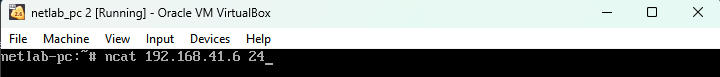 netlab_pc 2 [Running] - Oracle VM VirtualBox
File Machine View Input Devices Help
netlab-pc:~# ncat 192.168.41.6 24_